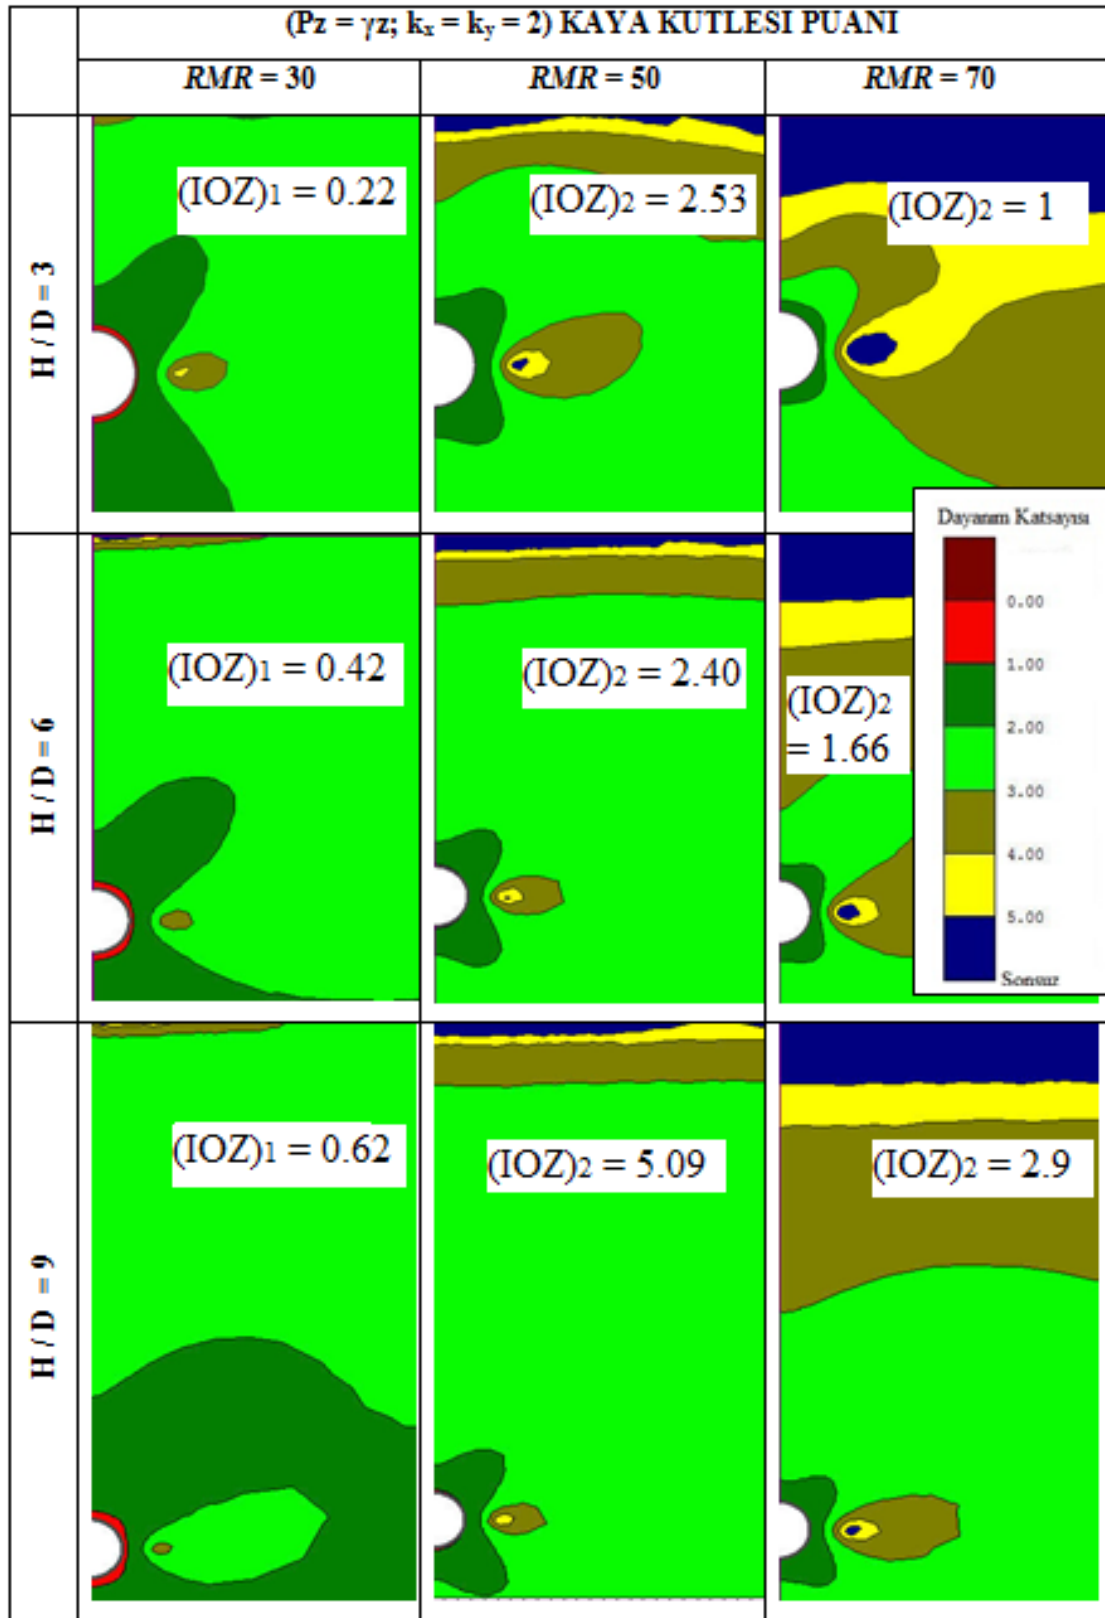 (Pz = γz; kx = ky = 2) KAYA KUTLESI PUANI
RMR = 30
RMR = 50
RMR = 70
H / D = 3
(IOZ)1 = 0.22
(IOZ)2 = 2.53
(IOZ)2 = 1
Dayanım Katsayısı
0.00
1.00
2.00
3.00
4.00
5.00
Sonsuz
H / D = 6
(IOZ)1 = 0.42
(IOZ)2 = 2.40
(IOZ)2
= 1.66
H / D = 9
(IOZ)1 = 0.62
(IOZ)2 = 5.09
(IOZ)2 = 2.9